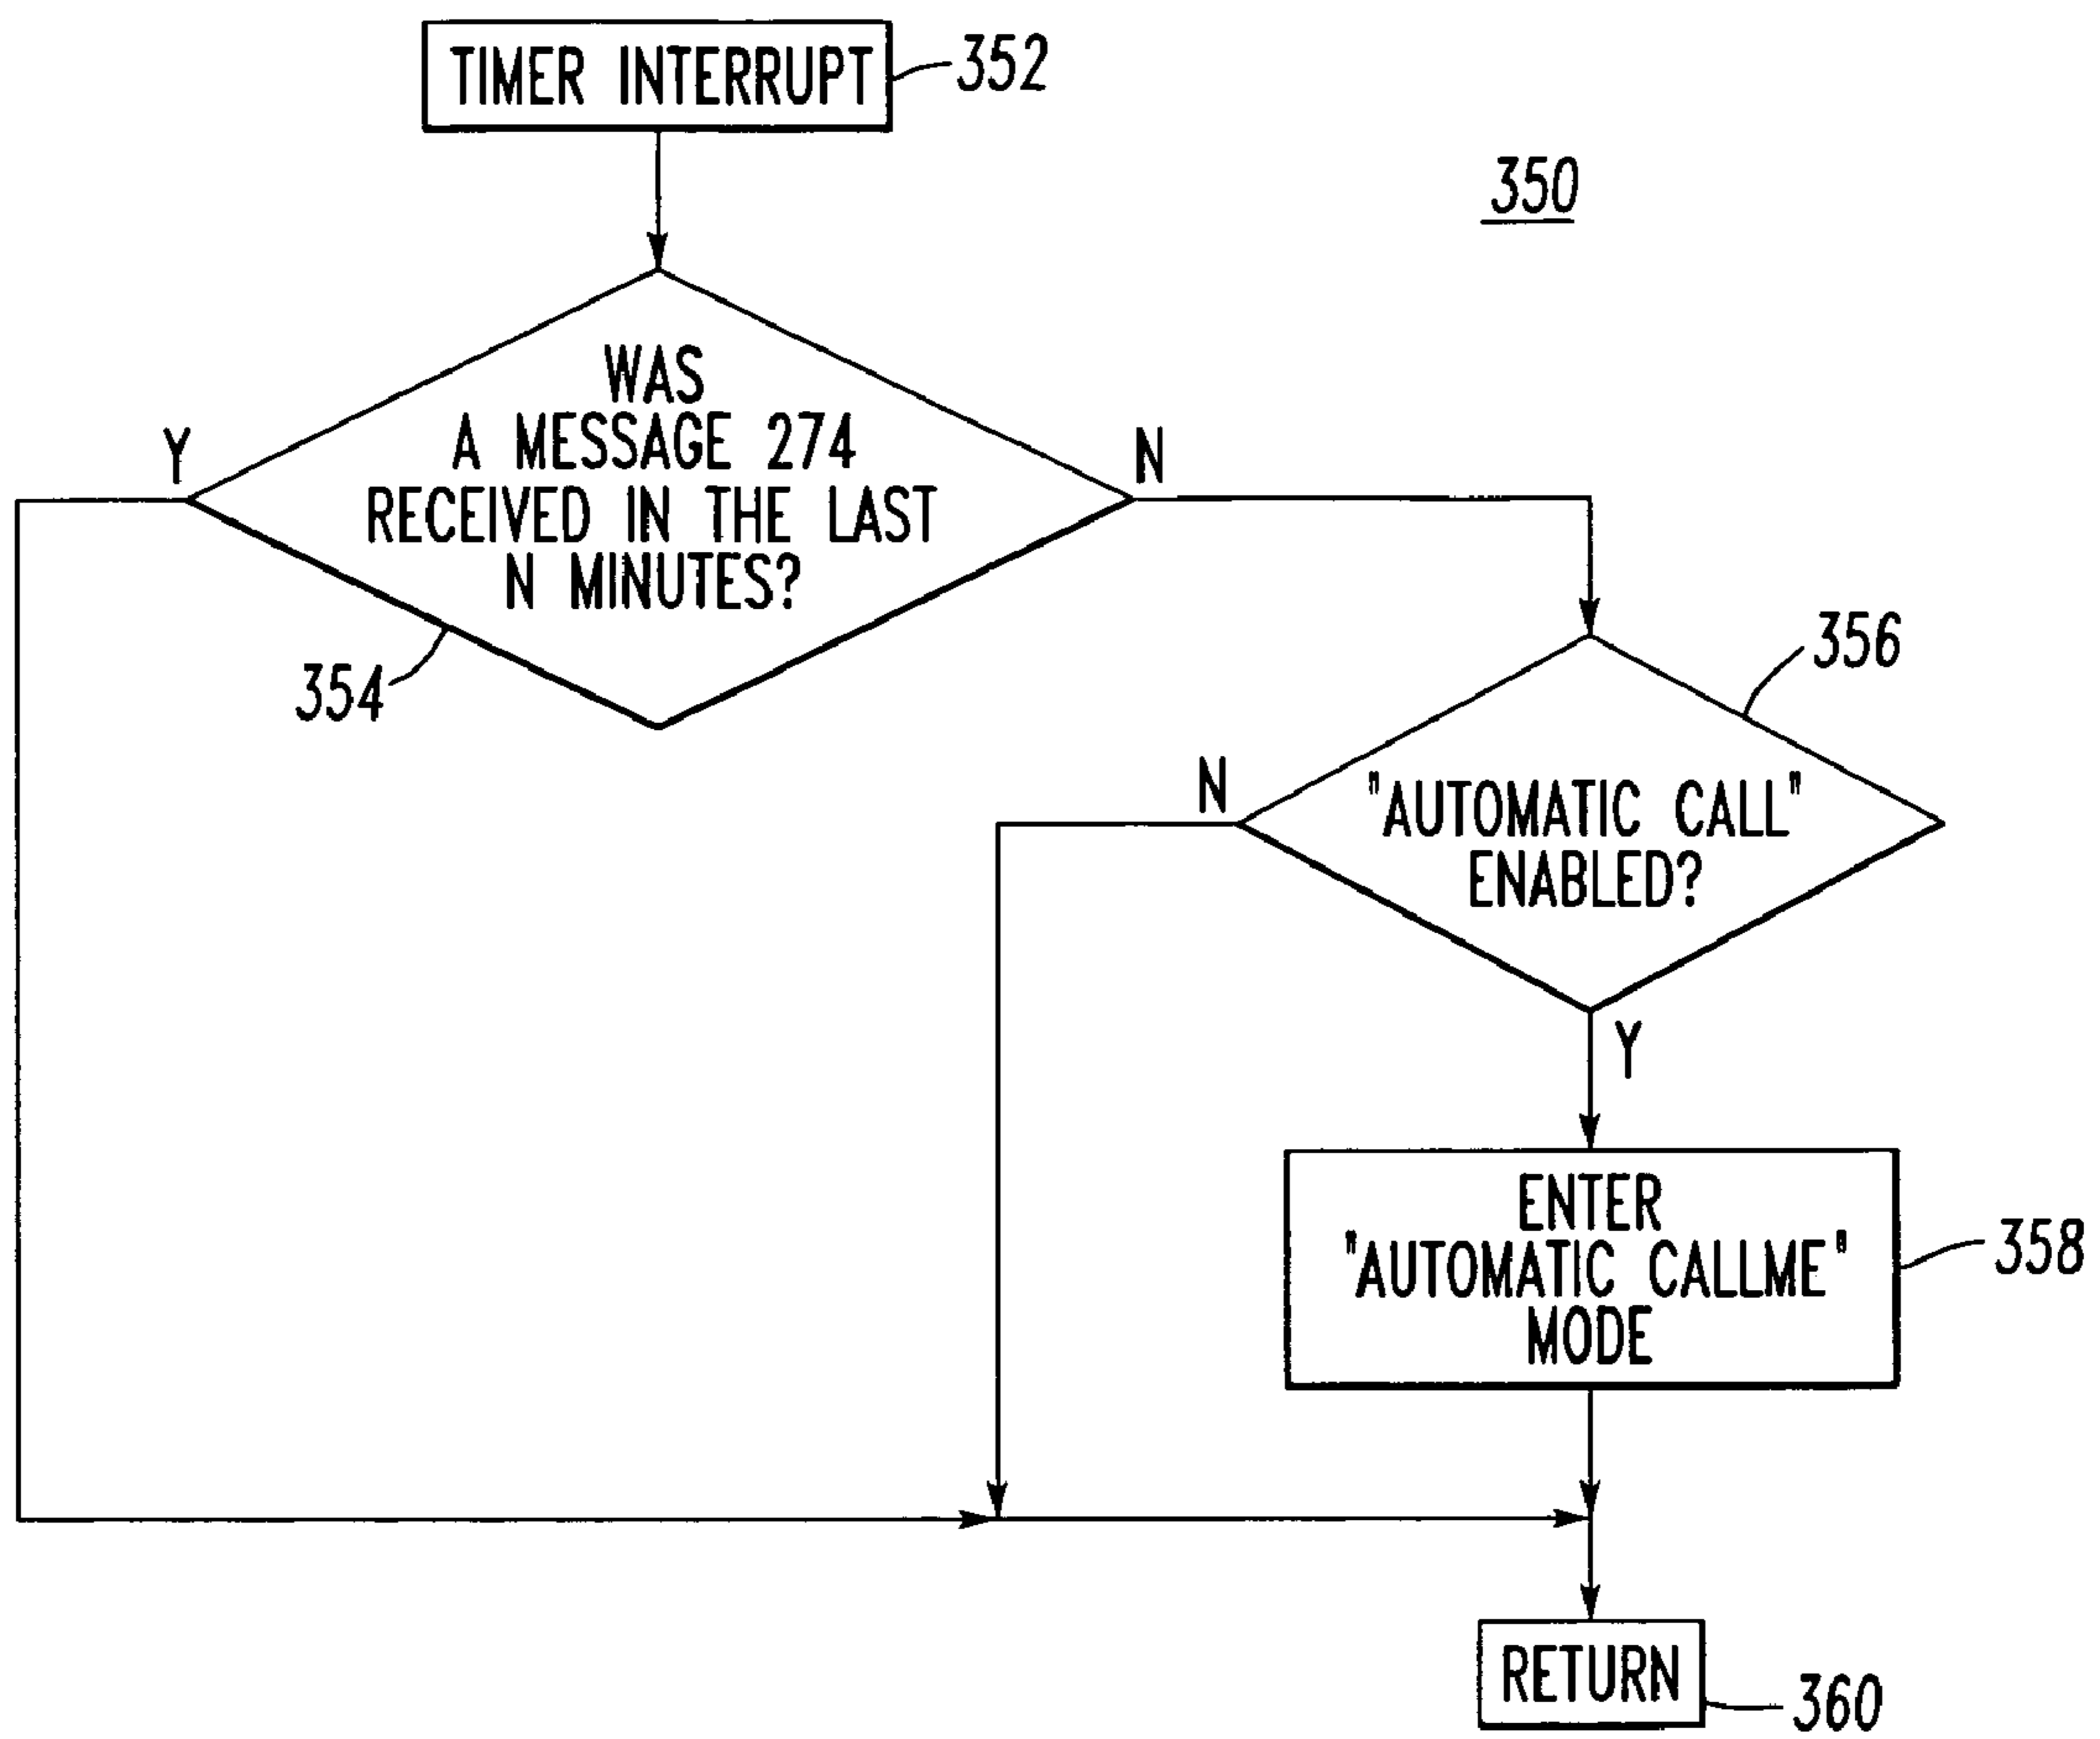 TIMER INTERRUPT
352
350
WAS
A MESSAGE 274
RECEIVED IN THE LAST
N MINUTES?
Y
N
354
356
"AUTOMATIC CALL"
ENABLED?
N
Y
ENTER
"AUTOMATIC CALLME"
MODE
358
RETURN
360